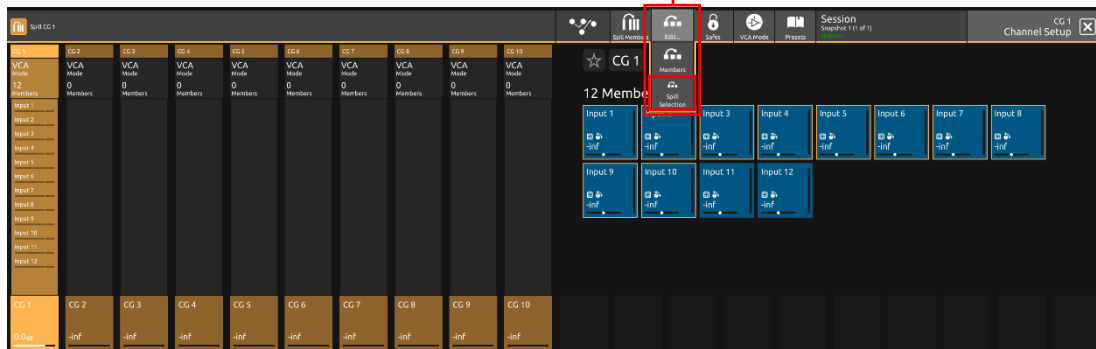 Spill CG 1
Spill Members
Edit...
Safes
VCA Mode
Presets
Session
Snapshot 1 (1 of 1)
CG 1
Channel Setup
CG 1
CG 2
CG 3
CG 4
CG 5
CG 6
CG 7
CG 8
CG 9
CG 10
VCA
VCA
VCA
VCA
VCA
VCA
VCA
VCA
VCA
VCA
Mode
Mode
Mode
Mode
Mode
Mode
Mode
Mode
Mode
Mode
12
0
0
0
0
0
0
0
0
0
Members
Members
Members
Members
Members
Members
Members
Members
Members
Members
Input 1
Input 2
Input 3
Input 4
Input 5
Input 6
Input 7
Input 8
Input 9
Input 10
Input 11
Input 12
CG 1
CG 2
CG 3
CG 4
CG 5
CG 6
CG 7
CG 8
CG 9
CG 10
0.0dB
-inf
-inf
-inf
-inf
-inf
-inf
-inf
-inf
-inf
CG 1
Members
Spill
Selection
12 Membe
Input 1
Input 3
Input 4
Input 5
Input 6
Input 7
Input 8
-inf
-inf
-inf
-inf
-inf
-inf
-inf
-inf
Input 9
Input 10
Input 11
Input 12
-inf
-inf
-inf
-inf